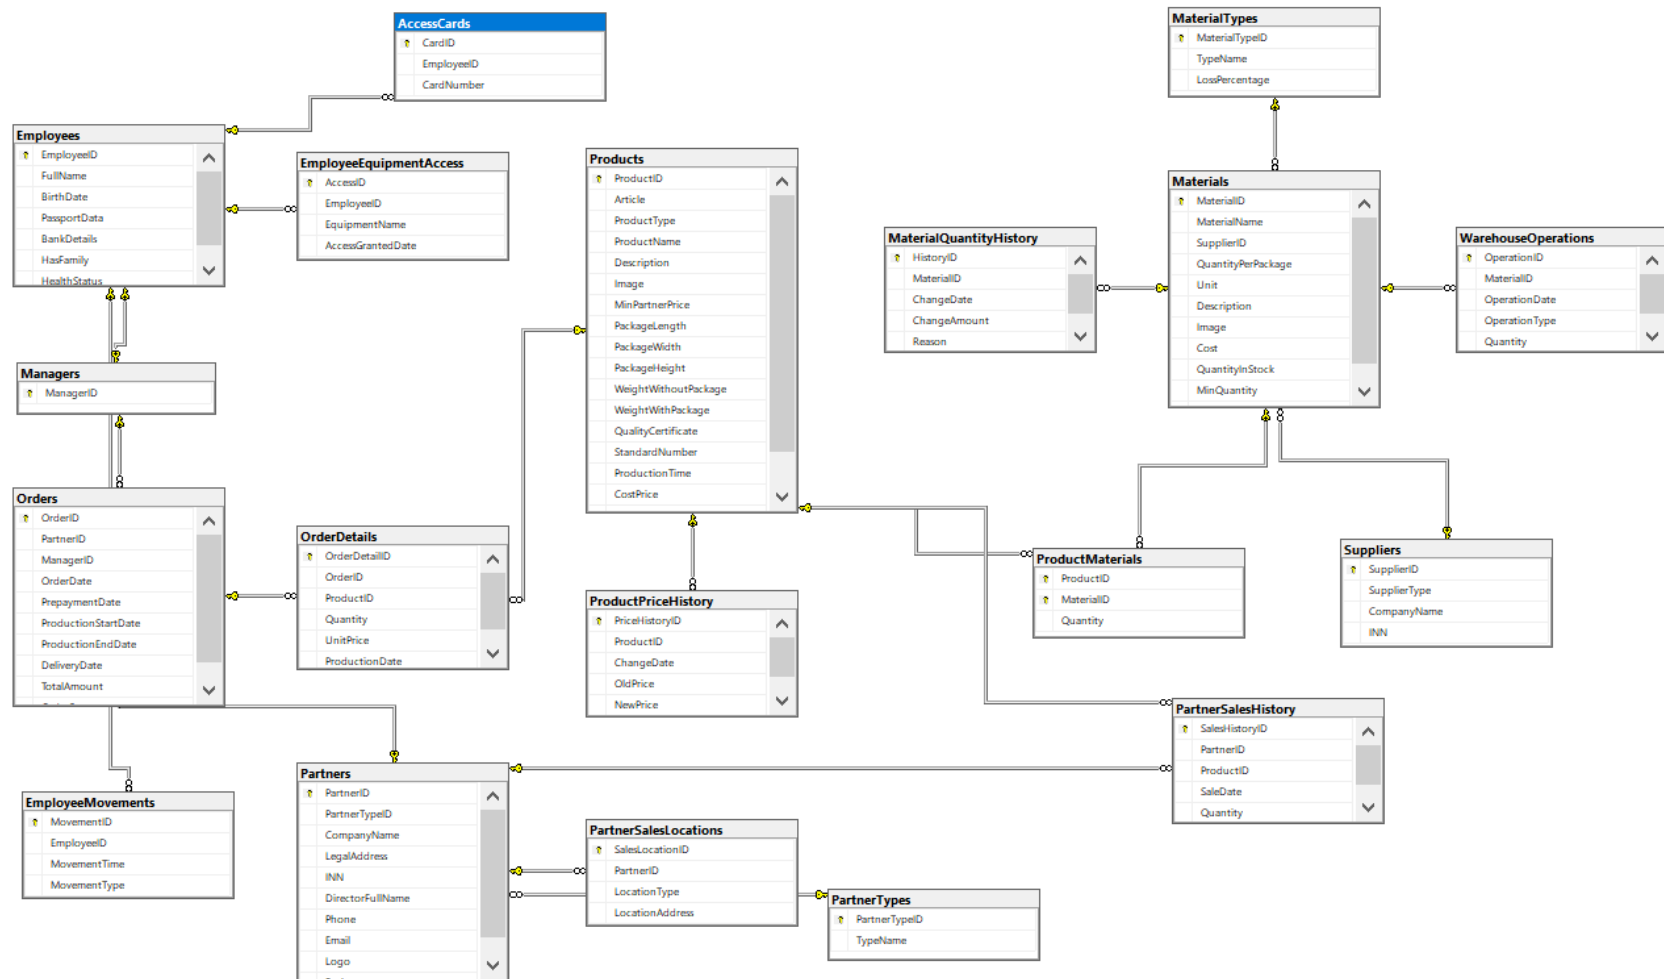 AccessCards
CardID
EmployeeID
CardNumber
MaterialTypes
MaterialTypeID
TypeName
LossPercentage
Employees
EmployeeID
FullName
BirthDate
PassportData
BankDetails
HasFamily
HealthStatus
EmployeeEquipmentAccess
AccessID
EmployeeID
EquipmentName
AccessGrantedDate
Products
ProductID
Article
ProductType
ProductName
Description
Image
MinPartnerPrice
PackageLength
PackageWidth
PackageHeight
WeightWithoutPackage
WeightWithPackage
QualityCertificate
StandardNumber
ProductionTime
CostPrice
Materials
MaterialID
MaterialName
SupplierID
QuantityPerPackage
Unit
Description
Image
Cost
QuantityInStock
MinQuantity
MaterialQuantityHistory
HistoryID
MaterialID
ChangeDate
ChangeAmount
Reason
WarehouseOperations
OperationID
MaterialID
OperationDate
OperationType
Quantity
Managers
ManagerID
Orders
OrderID
PartnerID
ManagerID
OrderDate
PrepaymentDate
ProductionStartDate
ProductionEndDate
DeliveryDate
TotalAmount
OrderDetails
OrderDetailID
OrderID
ProductID
Quantity
UnitPrice
ProductionDate
ProductPriceHistory
PriceHistoryID
ProductID
ChangeDate
OldPrice
NewPrice
ProductMaterials
ProductID
MaterialID
Quantity
Suppliers
SupplierID
SupplierType
CompanyName
INN
PartnerSalesHistory
SalesHistoryID
PartnerID
ProductID
SaleDate
Quantity
EmployeeMovements
MovementID
EmployeeID
MovementTime
MovementType
Partners
PartnerID
PartnerTypeID
CompanyName
LegalAddress
INN
DirectorFullName
Phone
Email
Logo
PartnerSalesLocations
SalesLocationID
PartnerID
LocationType
LocationAddress
PartnerTypes
PartnerTypeID
TypeName